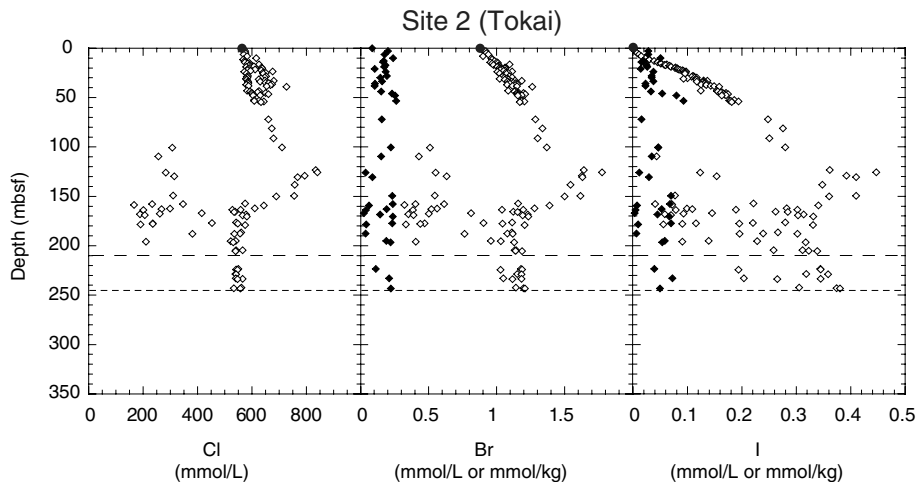 Site 2 (Tokai)
Depth (mbsf)
0
50
100
150
200
250
300
350
0 200 400 600 800 0 0.5 1 1.5 0 0.1 0.2 0.3 0.4 0.5
Cl Br I
(mmol/L) (mmol/L or mmol/kg) (mmol/L or mmol/kg)